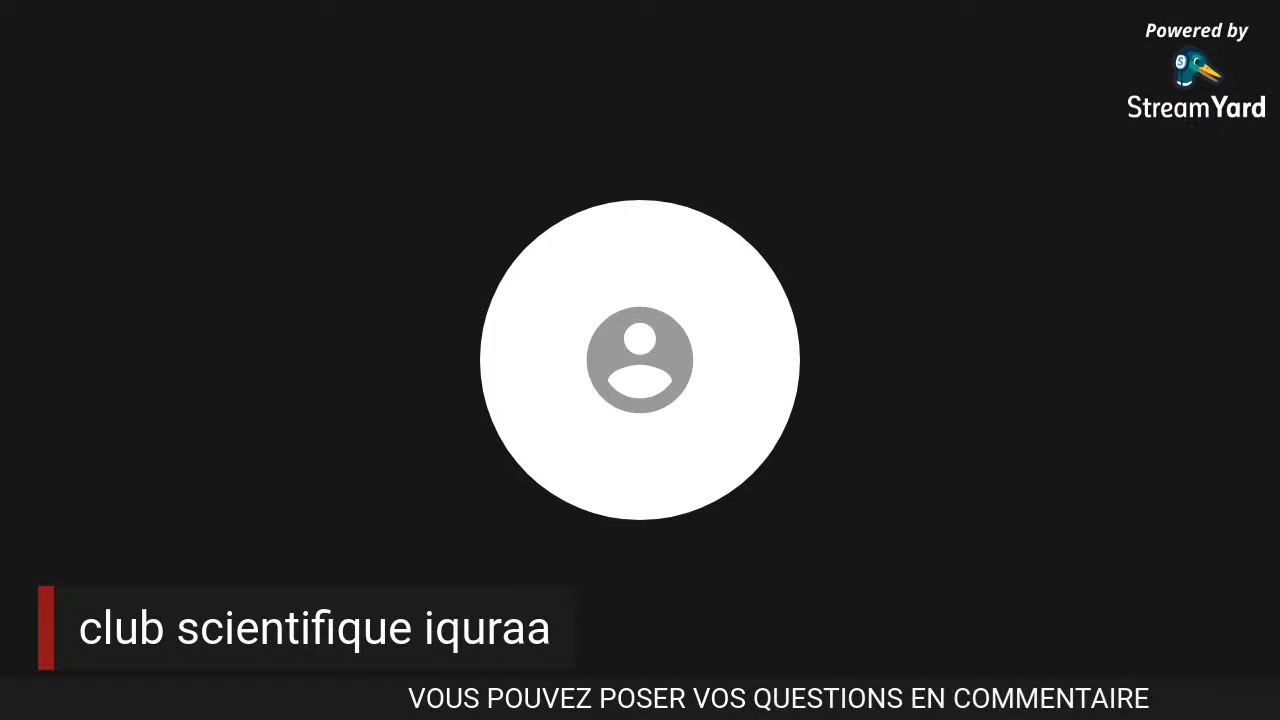 Powered by
S
StreamYard
club scientifique iquraa
VOUS POUVEZ POSER VOS QUESTIONS EN COMMENTAIRE